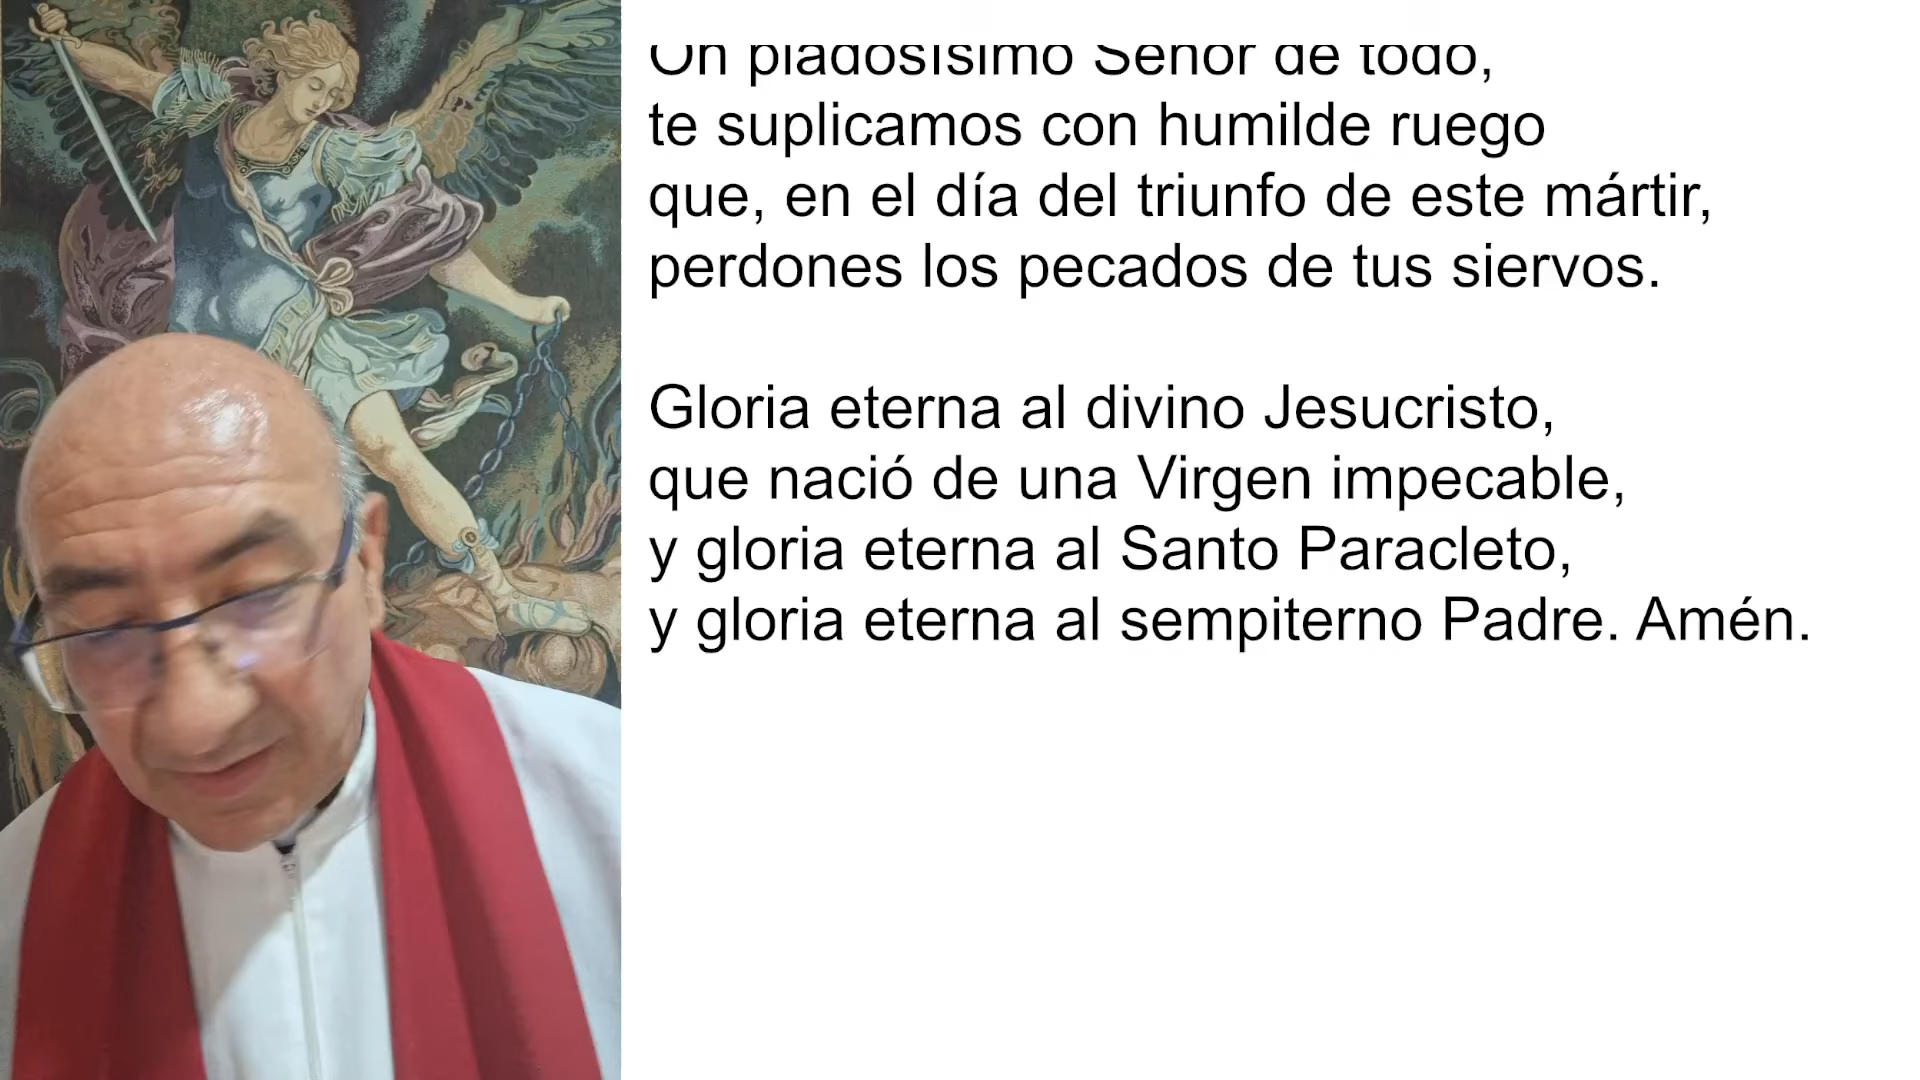 Oh piadosísimo Señor de todo,
te suplicamos con humilde ruego
que, en el día del triunfo de este mártir,
perdones los pecados de tus siervos.
Gloria eterna al divino Jesucristo,
que nació de una Virgen impecable,
y gloria eterna al Santo Paracleto,
y gloria eterna al sempiterno Padre. Amén.